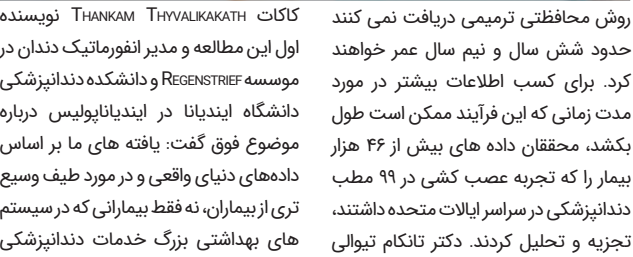 روش محافظتی ترمیمی دریافت نمی کنند
حدود شش سال و نیم سال عمر خواهند
کرد. برای کسب اطلاعات بیشتر در مورد
مدت زمانی که این فرآیند ممکن است طول
بکشد، محققان داده های بیش از ۴۶ هزار
بیمار را که تجربه عصب کشی در ۹۹ مطب
دندانپزشکی در سراسر ایالات متحده داشتند،
تجزیه و تحلیل کردند. دکتر تانکام تیوالی
کاکات THANKAM THYVALIKAKATH نویسنده
اول این مطالعه و مدیر انفورماتیک دندان در
موسسه REGENSTRIEF و دانشکده دندانپزشکی
دانشگاه ایندیانا در ایندیاناپولیس درباره
موضوع فوق گفت: یافته های ما بر اساس
داده‌های دنیای واقعی و در مورد طیف وسیع
تری از بیماران، نه فقط بیمارانی که در سیستم
های بهداشتی بزرگ خدمات دندانپزشکی